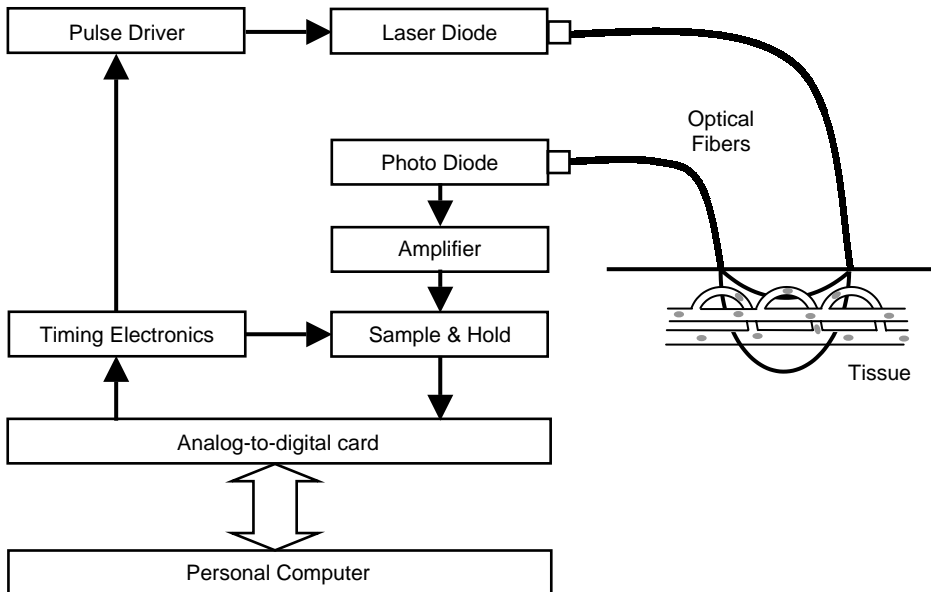 Pulse Driver
Laser Diode
Optical
Fibers
Photo Diode
Amplifier
Timing Electronics
Sample & Hold
Tissue
Analog-to-digital card
Personal Computer